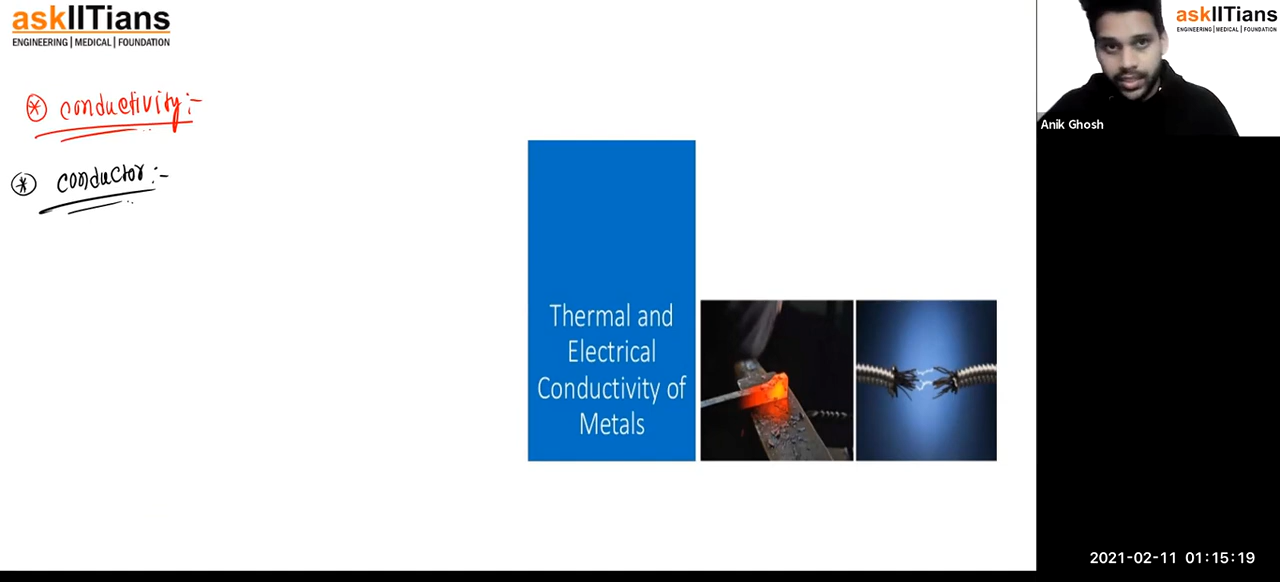 askIITians
ENGINEERING | MEDICAL | FOUNDATION
askIITians
ENGINEERING | MEDICAL | FOUNDATION
Anik Ghosh
conductivity:-
conductor:-
Thermal and
Electrical
Conductivity of
Metals
2021-02-11 01:15:19